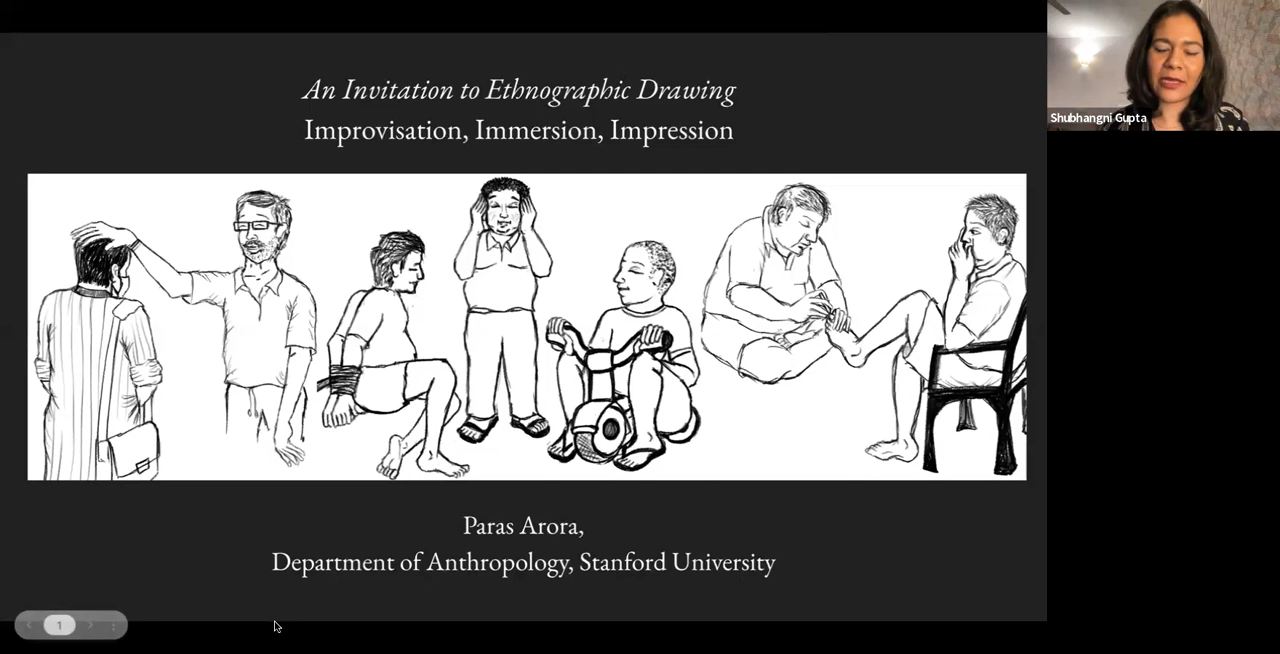 An Invitation to Ethnographic Drawing
Improvisation, Immersion, Impression
Shubhangni Gupta
Paras Arora,
Department of Anthropology, Stanford University
1